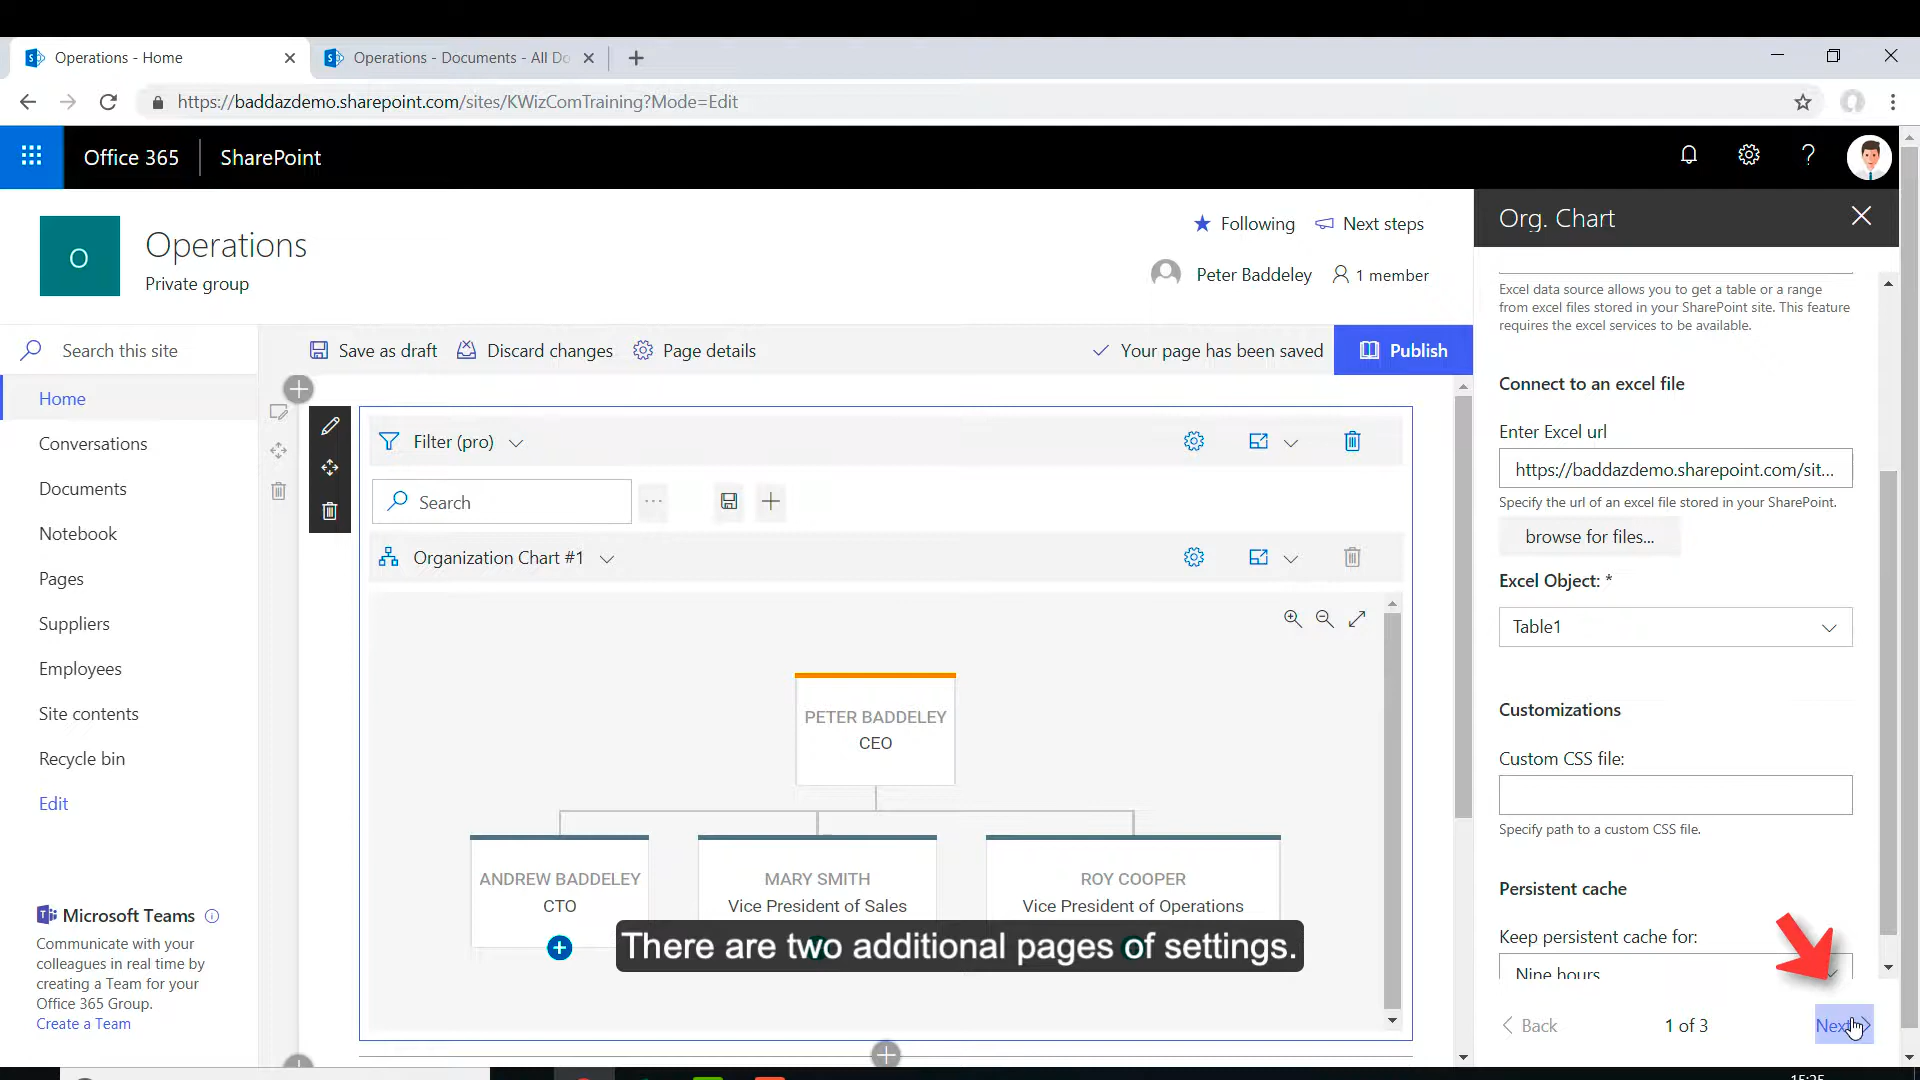 Operations - Home
Operations - Documents - All Do
https://baddazdemo.sharepoint.com/sites/KWizComTraining?Mode=Edit
Office 365
SharePoint
O
Operations
Private group
Following
Next steps
Peter Baddeley
1 member
Org. Chart
Search this site
Save as draft
Discard changes
Page details
Your page has been saved
Publish
Home
Conversations
Documents
Notebook
Pages
Suppliers
Employees
Site contents
Recycle bin
Edit
Microsoft Teams
Communicate with your
colleagues in real time by
creating a Team for your
Office 365 Group.
Create a Team
Filter (pro)
Search
Organization Chart #1
PETER BADDELEY
CEO
ANDREW BADDELEY
CTO
MARY SMITH
Vice President of Sales
ROY COOPER
Vice President of Operations
There are two additional pages of settings.
Excel data source allows you to get a table or a range
from excel files stored in your SharePoint site. This feature
requires the excel services to be available.
Connect to an excel file
Enter Excel url
https://baddazdemo.sharepoint.com/sit...
Specify the url of an excel file stored in your SharePoint.
browse for files...
Excel Object: *
Table1
Customizations
Custom CSS file:
Specify path to a custom CSS file.
Persistent cache
Keep persistent cache for:
Nine hours
Back
1 of 3
Next